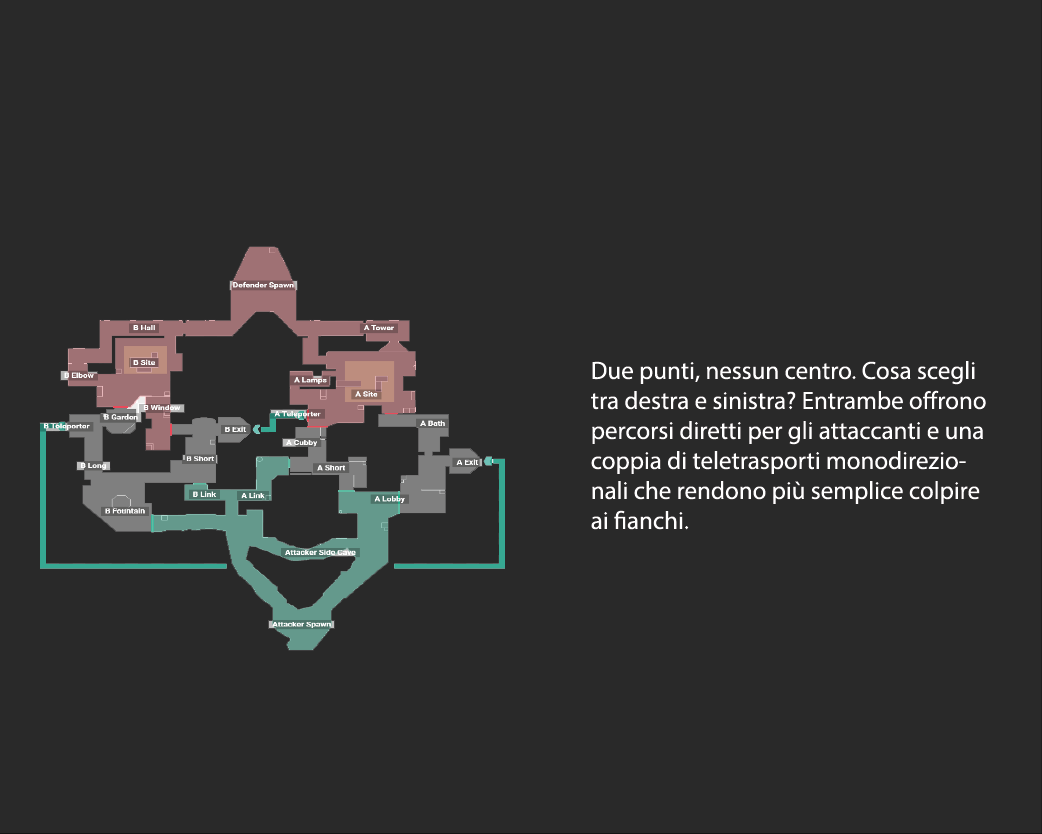 Defender Spawn
B Hall
A Tower
B Site
B Elbow
A Lamps
A Site
B Window
B Garden
A Teleporter
B Teleporter
B Exit
A Bath
A Cubby
B Short
B Long
A Short
A Exit
B Link
A Link
A Lobby
B Fountain
Attacker Side Cave
Attacker Spawn
Due punti, nessun centro. Cosa scegli
tra destra e sinistra? Entrambe offrono
percorsi diretti per gli attaccanti e una
coppia di teletrasporti monodirezio-
nali che rendono più semplice colpire
ai fianchi.